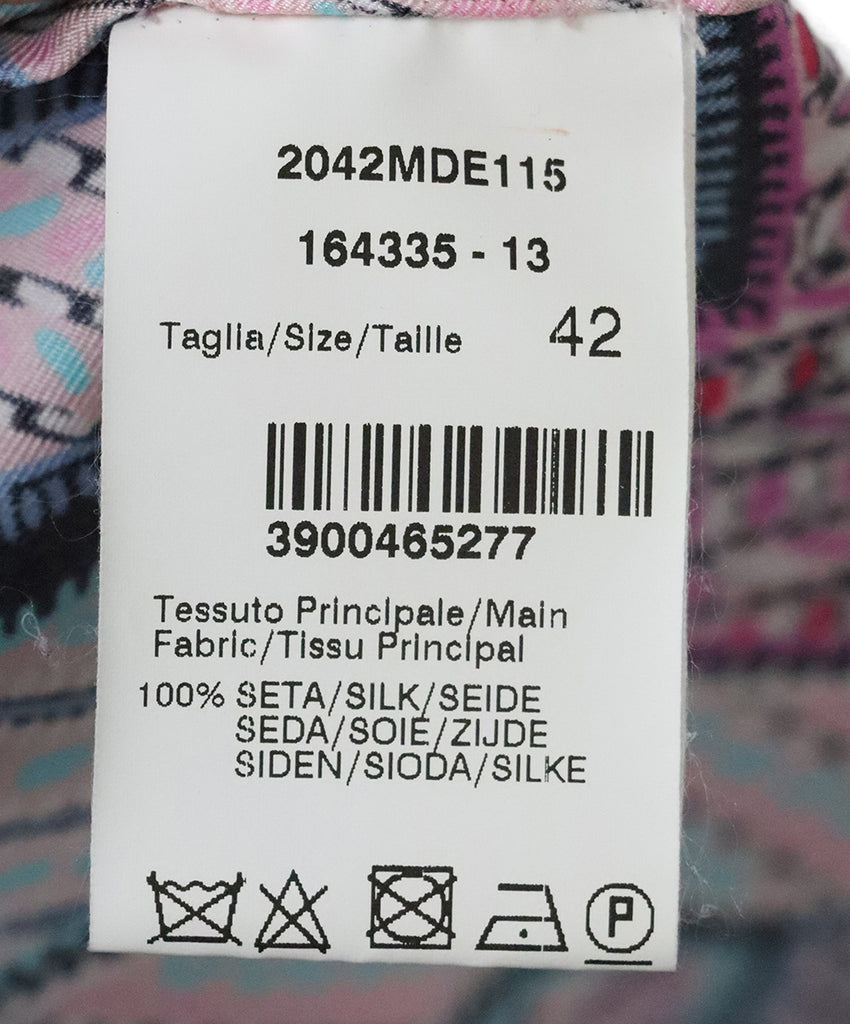 2042MDE115
164335 - 13
Taglia/Size/Taille 42
3900465277
Tessuto Principale/Main
Fabric/Tissu Principal
100% SETA/SILK/SEIDE
SEDA/SOIE/ZIJDE
SIDEN/SIODA/SILKE
P